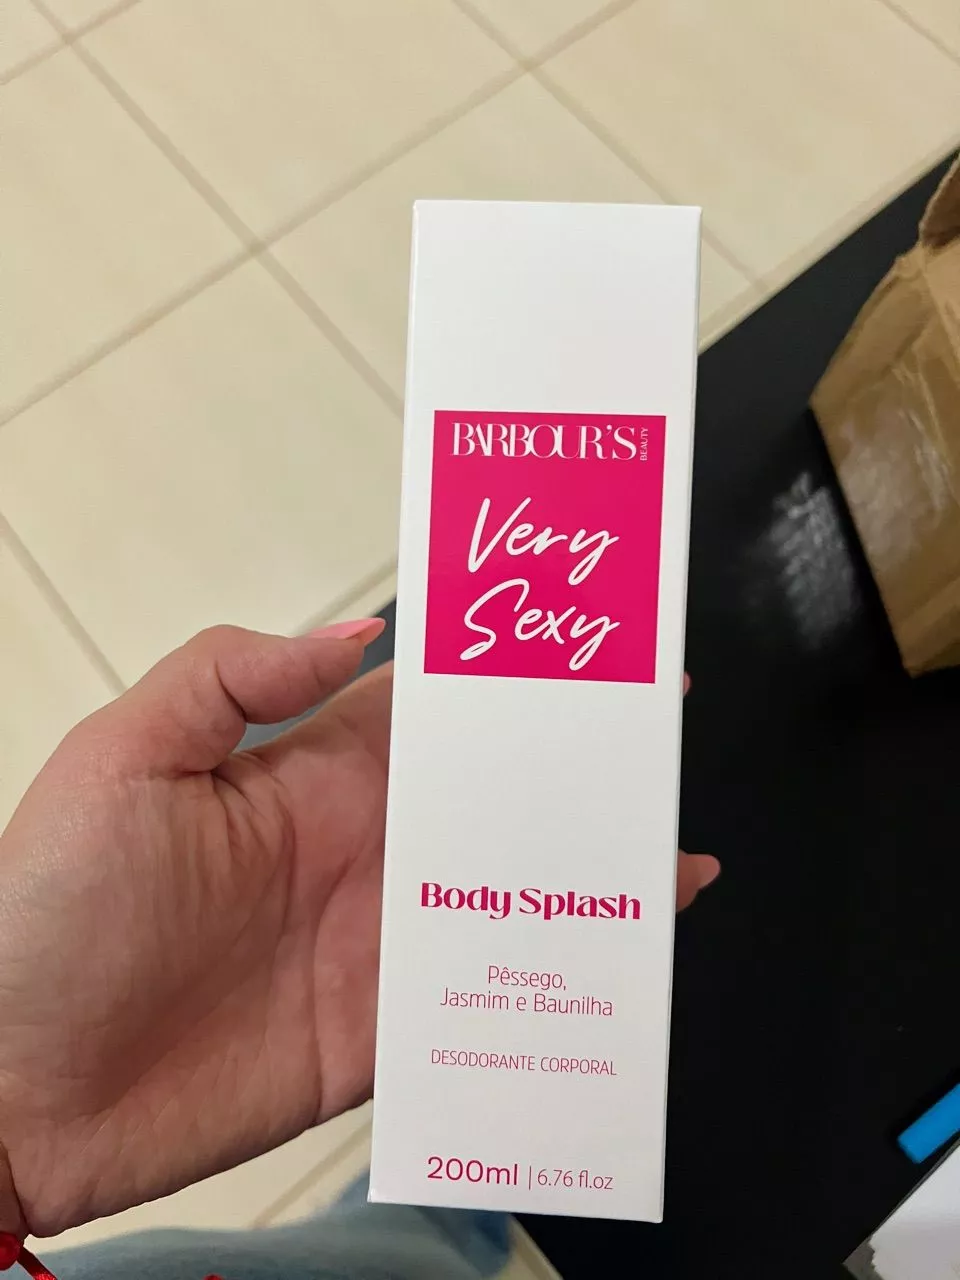 BARBOUR'S BEAUTY
Very
Sexy
Body Splash
Pêssego,
Jasmim e Baunilha
DESODORANTE CORPORAL
200ml | 6.76 fl.oz